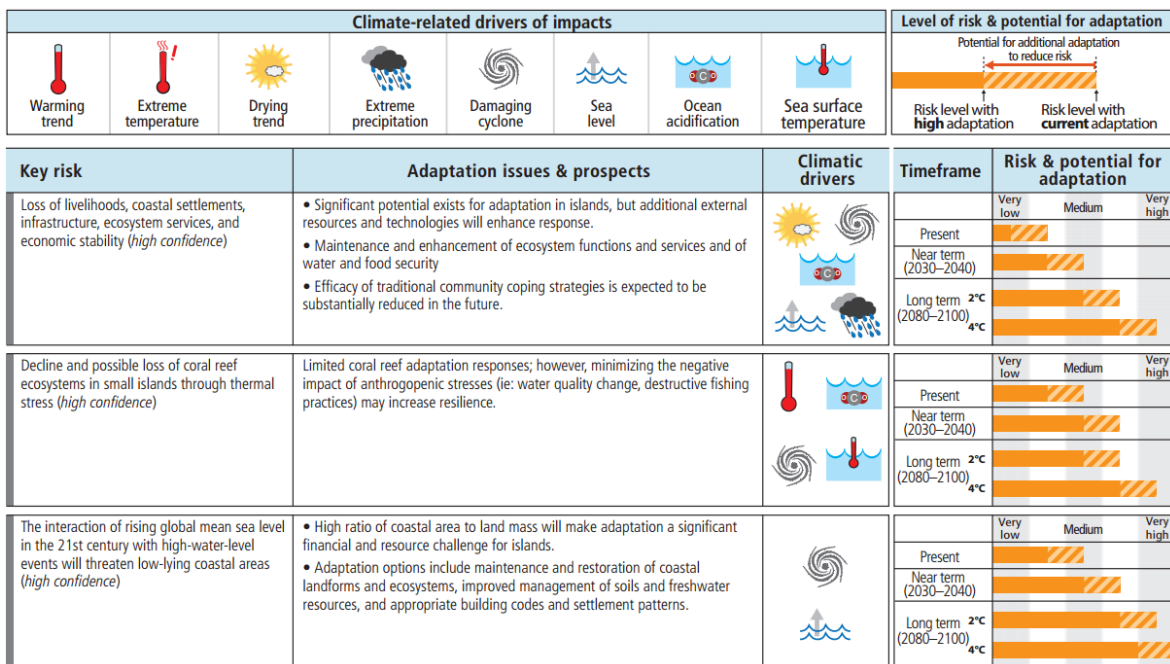 Climate-related drivers of impacts
Warming
trend
Extreme
temperature
!
Drying
trend
Extreme
precipitation
Damaging
cyclone
Sea
level
C
Ocean
acidification
Sea surface
temperature
Level of risk & potential for adaptation
Potential for additional adaptation
to reduce risk
Risk level with
high adaptation
Risk level with
current adaptation
Key risk
Adaptation issues & prospects
Climatic
drivers
Timeframe
Risk & potential for
adaptation
Loss of livelihoods, coastal settlements,
infrastructure, ecosystem services, and
economic stability (high confidence)
• Significant potential exists for adaptation in islands, but additional external
resources and technologies will enhance response.
• Maintenance and enhancement of ecosystem functions and services and of
water and food security
• Efficacy of traditional community coping strategies is expected to be
substantially reduced in the future.
C
Very
low
Medium
Very
high
Present
Near term
(2030–2040)
Long term
(2080–2100)
2°C
4°C
Decline and possible loss of coral reef
ecosystems in small islands through thermal
stress (high confidence)
Limited coral reef adaptation responses; however, minimizing the negative
impact of anthropogenic stresses (ie: water quality change, destructive fishing
practices) may increase resilience.
C
Very
low
Medium
Very
high
Present
Near term
(2030–2040)
Long term
(2080–2100)
2°C
4°C
The interaction of rising global mean sea level
in the 21st century with high-water-level
events will threaten low-lying coastal areas
(high confidence)
• High ratio of coastal area to land mass will make adaptation a significant
financial and resource challenge for islands.
• Adaptation options include maintenance and restoration of coastal
landforms and ecosystems, improved management of soils and freshwater
resources, and appropriate building codes and settlement patterns.
Very
low
Medium
Very
high
Present
Near term
(2030–2040)
Long term
(2080–2100)
2°C
4°C